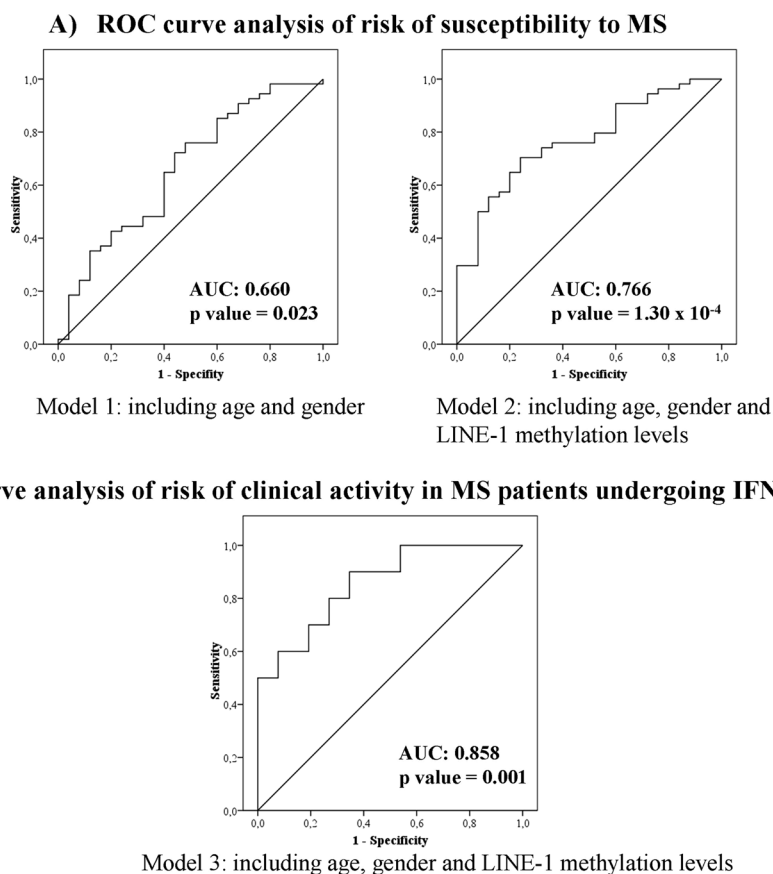 A) ROC curve analysis of risk of susceptibility to MS
1,0
0,8
0,6
0,4
0,2
0,0
Sensitivity
AUC: 0.660
p value = 0.023
0,0 0,2 0,4 0,6 0,8 1,0
1 - Specifity
Model 1: including age and gender
1,0
0,8
0,6
0,4
0,2
0,0
Sensitivity
AUC: 0.766
p value = 1.30 x 10⁻⁴
0,0 0,2 0,4 0,6 0,8 1,0
1 - Specificity
Model 2: including age, gender and
LINE-1 methylation levels
ve analysis of risk of clinical activity in MS patients undergoing IFN
1,0
0,8
0,6
0,4
0,2
0,0
Sensitivity
AUC: 0.858
p value = 0.001
0,0 0,2 0,4 0,6 0,8 1,0
1 - Specificity
Model 3: including age, gender and LINE-1 methylation levels